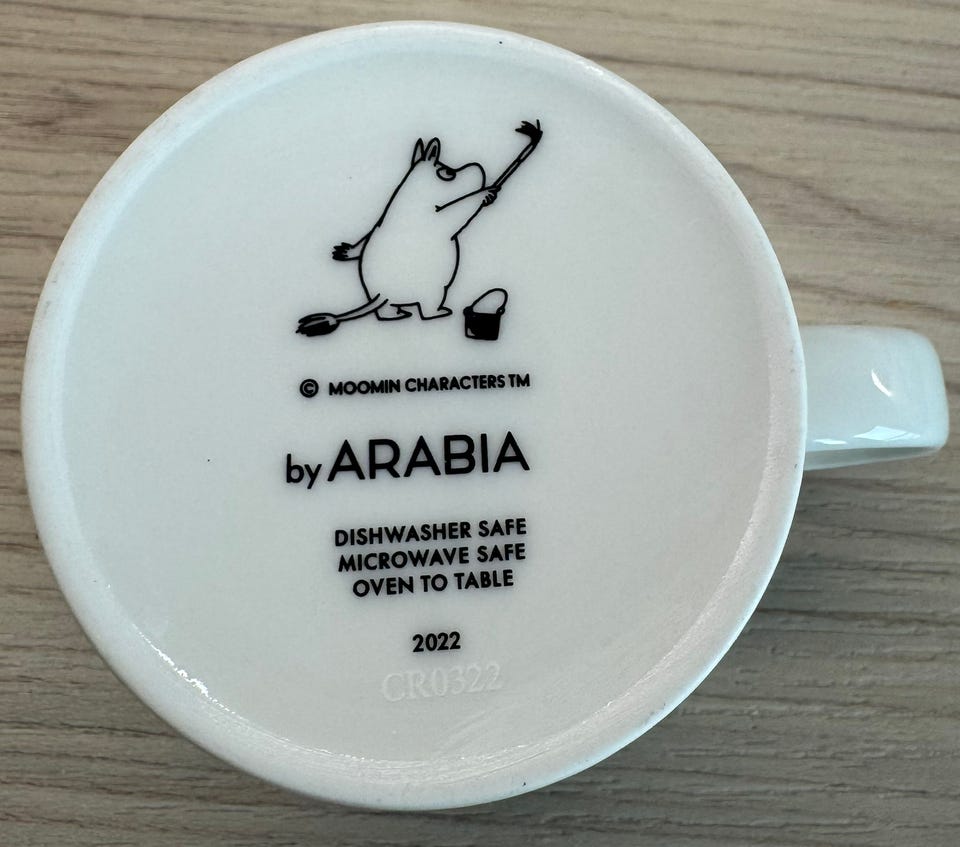 © MOOMIN CHARACTERS TM
by ARABIA
DISHWASHER SAFE
MICROWAVE SAFE
OVEN TO TABLE
2022
CR0322